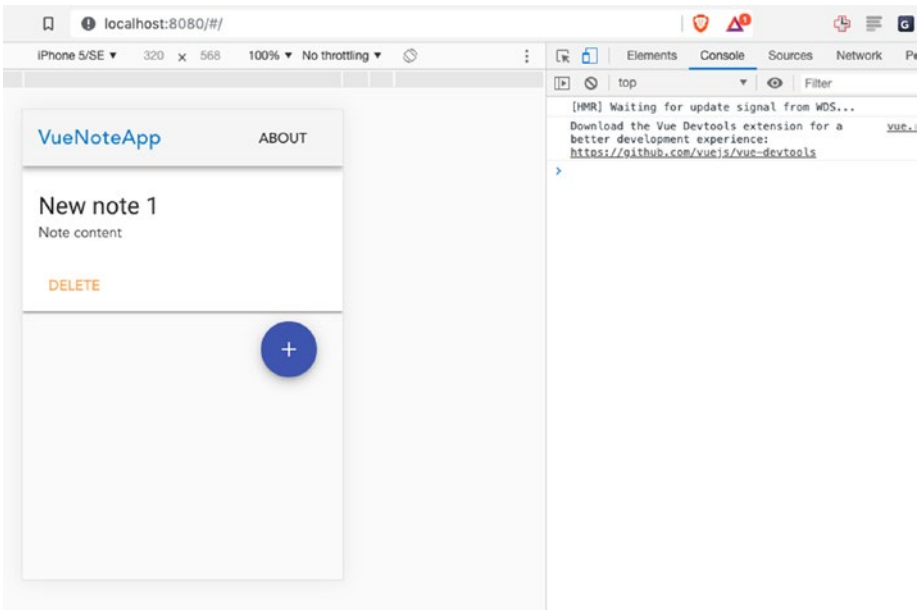 localhost:8080/#/
1
G
iPhone 5/SE ▼ 320 × 568 100% ▼ No throttling ▼
Elements Console Sources Network
top ▼ Filter
[HMR] Waiting for update signal from WDS...
Download the Vue Devtools extension for a vue.
better development experience:
https://github.com/vuejs/vue-devtools
>
VueNoteApp ABOUT
New note 1
Note content
DELETE
+